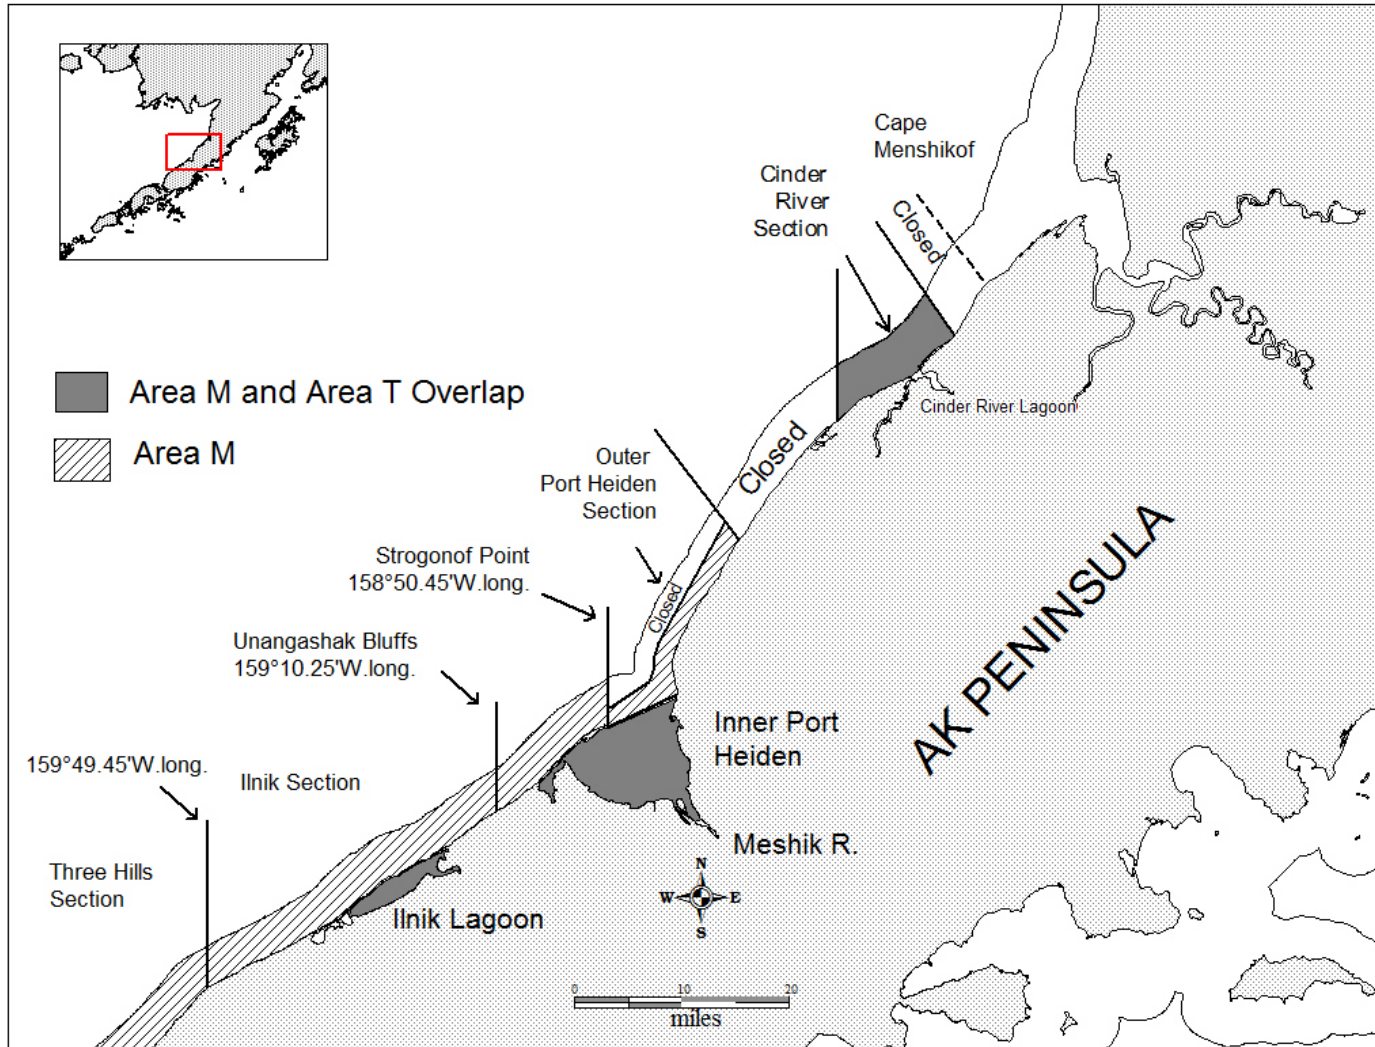 Cape
Menshikof
Cinder
River
Section
Closed
Area M and Area T Overlap
Area M
Cinder River Lagoon
Closed
Outer
Port Heiden
Section
Strogonof Point
158°50.45'W.long.
Closed
Unangashak Bluffs
159°10.25'W.long.
AK PENINSULA
Inner Port
Heiden
159°49.45'W.long.
Ilnik Section
Meshik R.
Three Hills
Section
Ilnik Lagoon
N
W E
S
0 10 20
miles